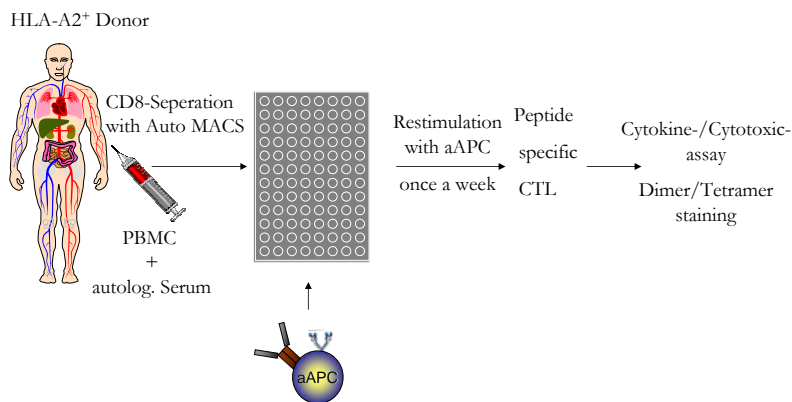 HLA-A2+ Donor
CD8-Seperation
with Auto MACS
PBMC
+
autolog. Serum
aAPC
Restimulation
with aAPC
once a week
Peptide
specific
CTL
Cytokine-/Cytotoxic-
assay
Dimer/Tetramer
staining